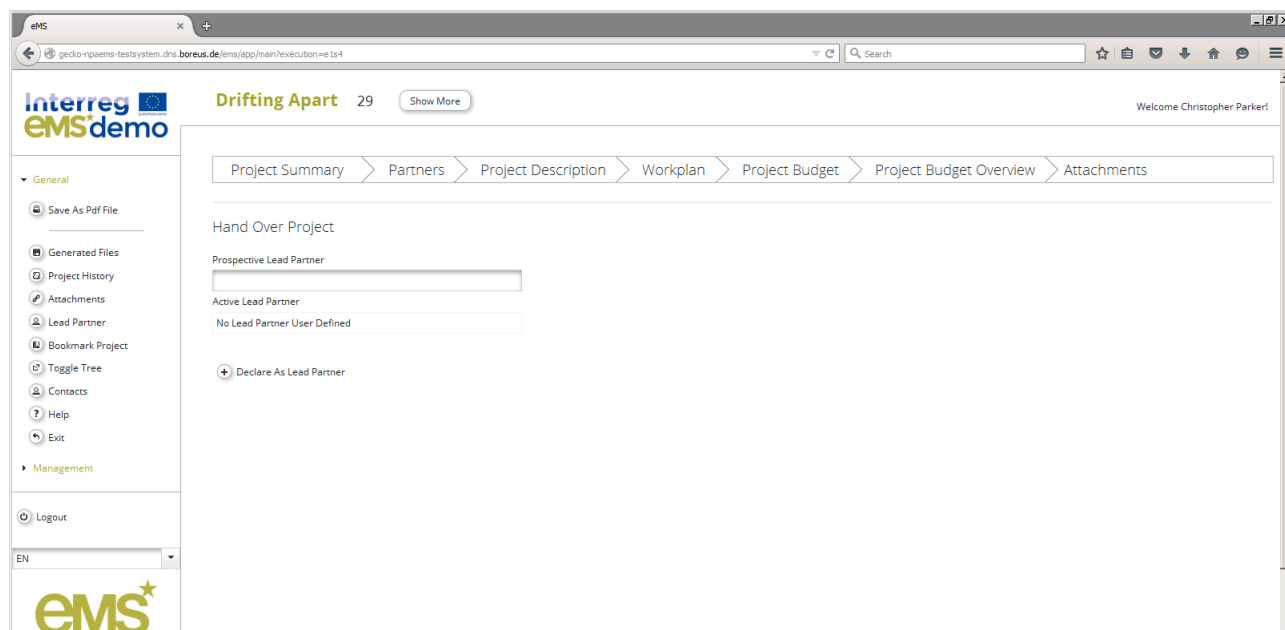 eMS
gecko-npaems-testsystem.dns.boreus.de/ems/app/main?execution=e1s4
Search
Interreg
EUROPEAN UNION
eMS demo
Drifting Apart 29 Show More
Welcome Christopher Parker!
Project Summary Partners Project Description Workplan Project Budget Project Budget Overview Attachments
General
Save As Pdf File
Generated Files
Project History
Attachments
Lead Partner
Bookmark Project
Toggle Tree
Contacts
Help
Exit
Management
Logout
EN
eMS
Hand Over Project
Prospective Lead Partner
Active Lead Partner
No Lead Partner User Defined
Declare As Lead Partner